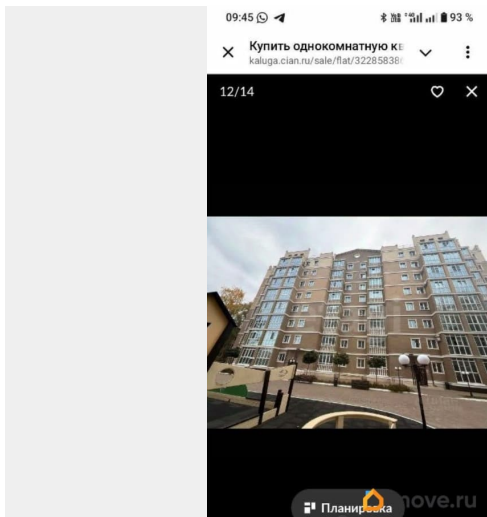 09:45 93 %
Купить однокомнатную кв
kaluga.cian.ru/sale/flat/32285838
12/14
Планировка
move.ru